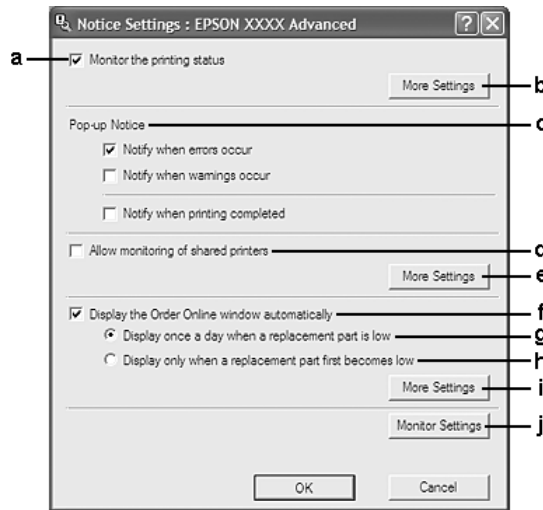 Notice Settings : EPSON XXXX Advanced
a
Monitor the printing status
More Settings
b
Pop-up Notice
c
Notify when errors occur
Notify when warnings occur
Notify when printing completed
Allow monitoring of shared printers
d
More Settings
e
Display the Order Online window automatically
f
Display once a day when a replacement part is low
g
Display only when a replacement part first becomes low
h
More Settings
i
Monitor Settings
j
OK
Cancel